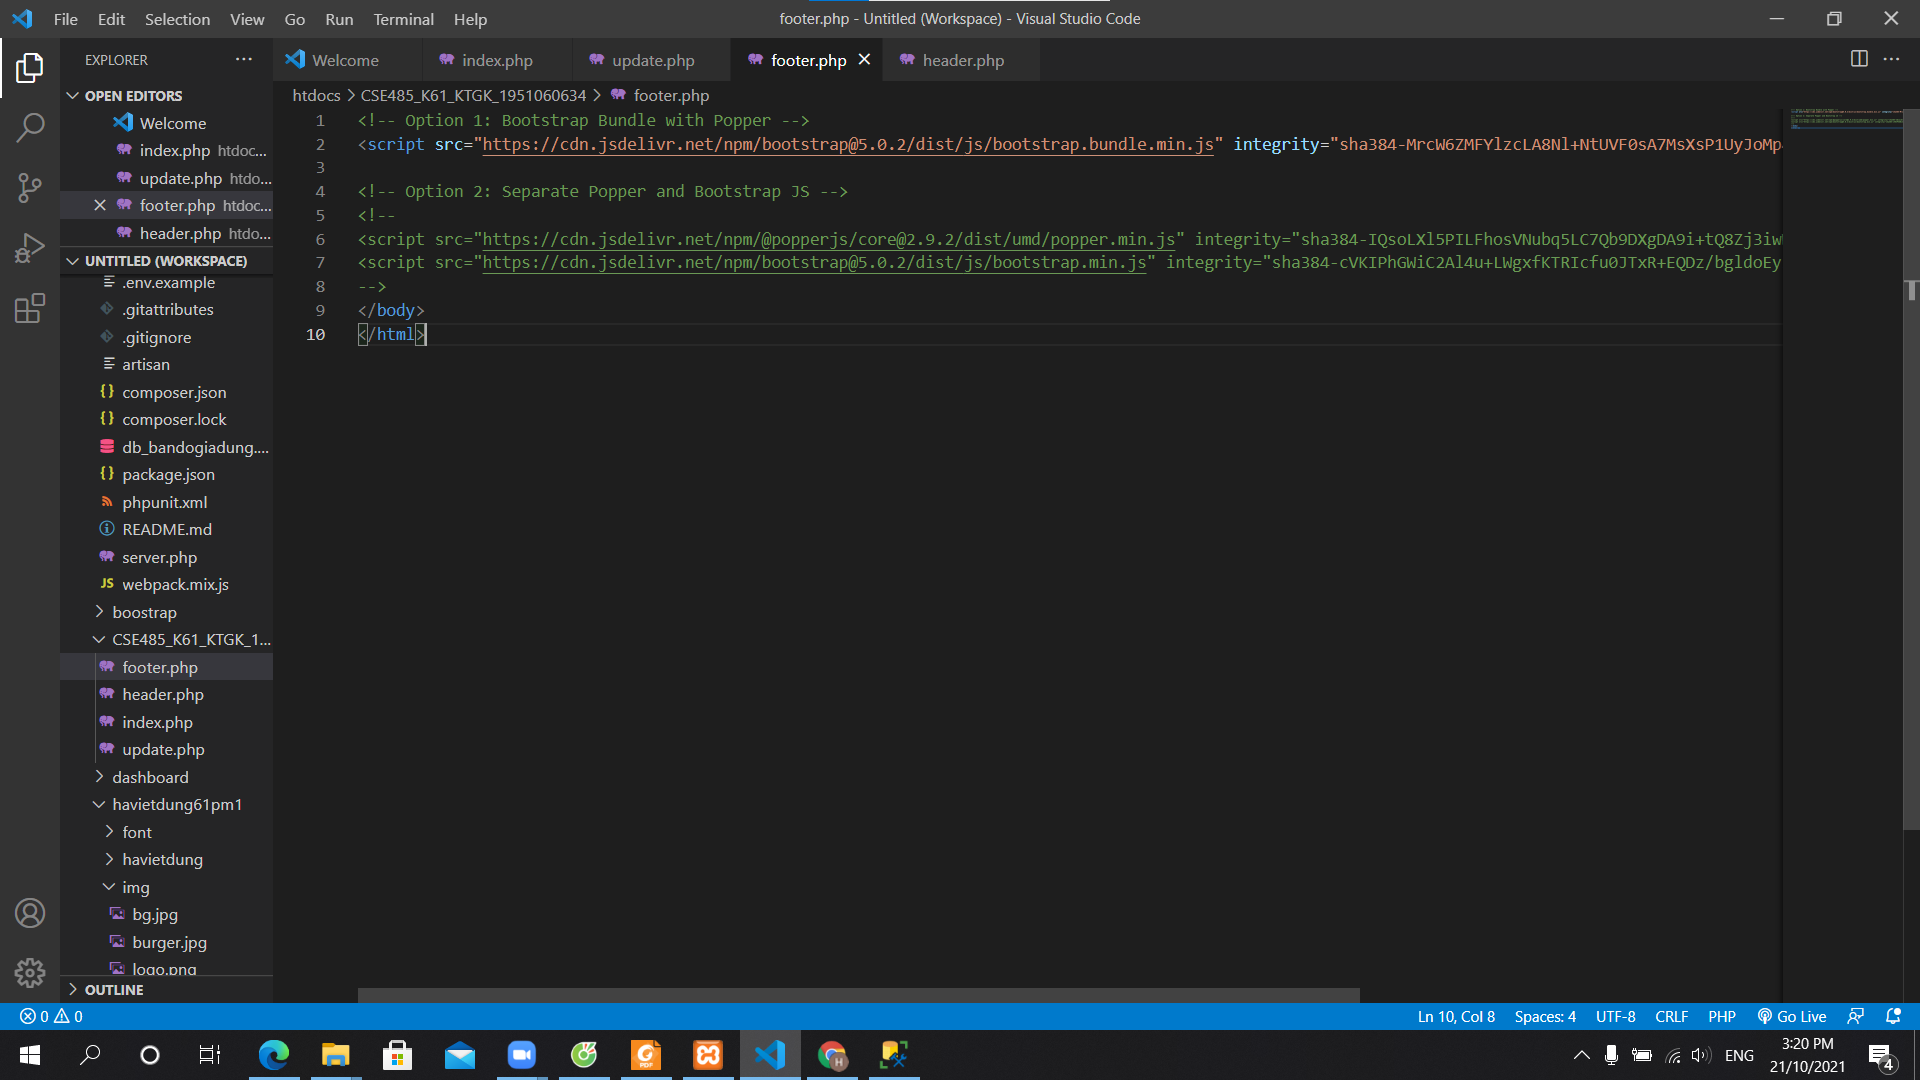 File Edit Selection View Go Run Terminal Help
footer.php - Untitled (Workspace) - Visual Studio Code
EXPLORER
Welcome
index.php
update.php
footer.php
header.php
OPEN EDITORS
Welcome
index.php htdoc...
update.php htdo...
footer.php htdoc...
header.php htdo...
UNTITLED (WORKSPACE)
.env.example
.gitattributes
.gitignore
artisan
composer.json
composer.lock
db_bandogiadung....
package.json
phpunit.xml
README.md
server.php
JS webpack.mix.js
boostrap
CSE485_K61_KTGK_1...
footer.php
header.php
index.php
update.php
dashboard
havietdung61pm1
font
havietdung
img
bg.jpg
burger.jpg
logo.png
OUTLINE
htdocs > CSE485_K61_KTGK_1951060634 > footer.php
1 <!-- Option 1: Bootstrap Bundle with Popper -->
2 <script src="https://cdn.jsdelivr.net/npm/bootstrap@5.0.2/dist/js/bootstrap.bundle.min.js" integrity="sha384-MrcW6ZMFYlzcLA8Nl+NtUVF0sA7MsXsP1UyJoMp
3
4 <!-- Option 2: Separate Popper and Bootstrap JS -->
5 <!--
6 <script src="https://cdn.jsdelivr.net/npm/@popperjs/core@2.9.2/dist/umd/popper.min.js" integrity="sha384-IQsoLXl5PILFhosVNubq5LC7Qb9DXgDA9i+tQ8Zj3iw
7 <script src="https://cdn.jsdelivr.net/npm/bootstrap@5.0.2/dist/js/bootstrap.min.js" integrity="sha384-cVKIPhGWiC2Al4u+LWgxfKTRIcfu0JTxR+EQDz/bgldoEy
8 -->
9 </body>
10 </html>
0 0
Ln 10, Col 8 Spaces: 4 UTF-8 CRLF PHP Go Live
ENG
3:20 PM
21/10/2021
4